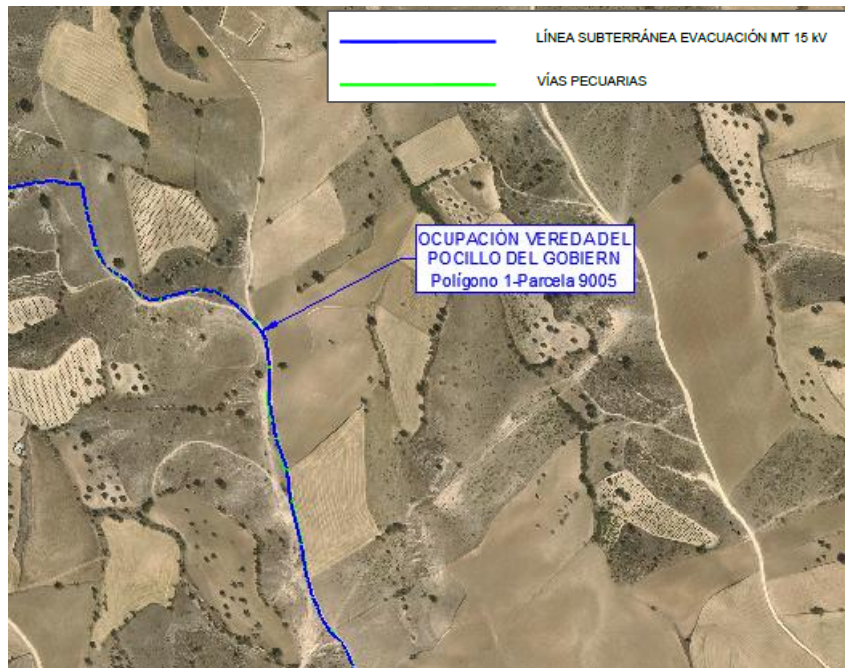 LÍNEA SUBTERRÁNEA EVACUACIÓN MT 15 kV
VÍAS PECUARIAS
OCUPACIÓN VEREDA DEL
POCILLO DEL GOBIERN
Polígono 1-Parcela 9005